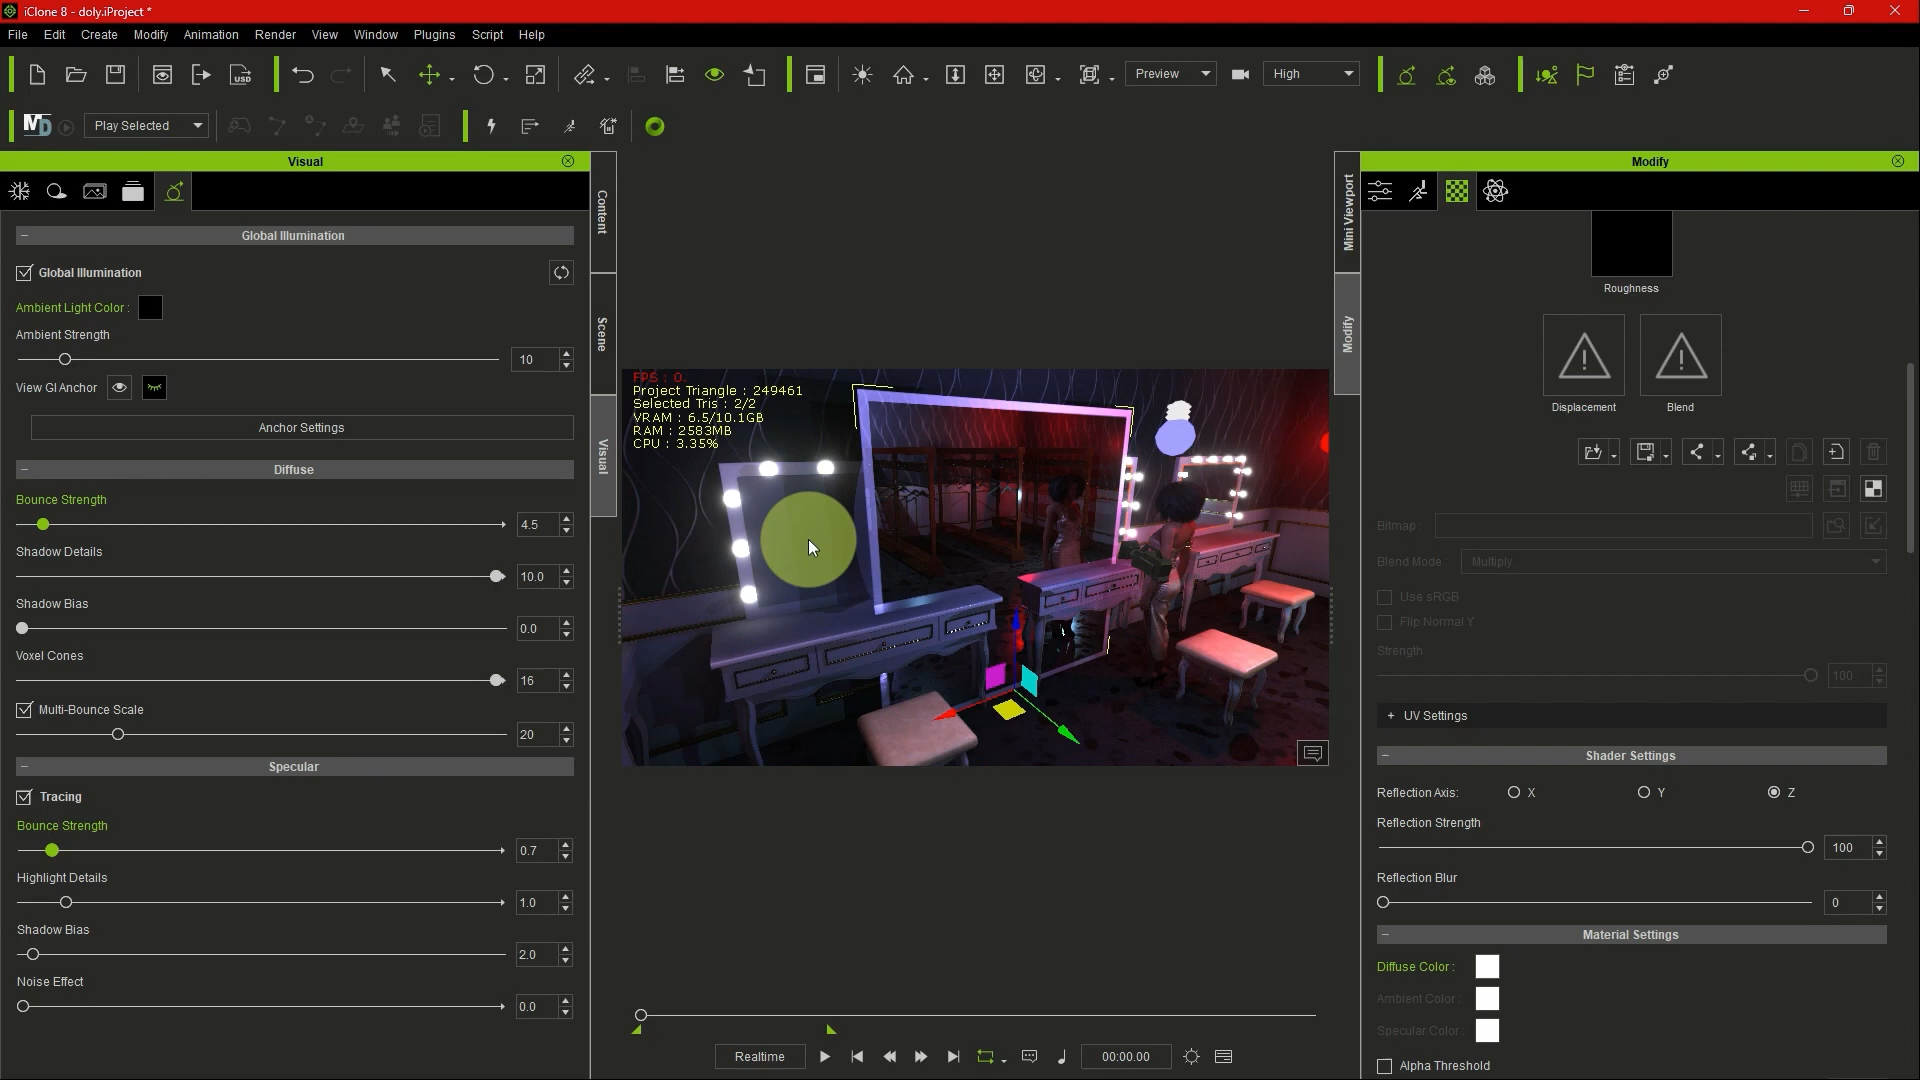 iClone 8 - doly.iProject *
File Edit Create Modify Animation Render View Window Plugins Script Help
USD
Preview High
MD Play Selected
Visual
Global Illumination
Global Illumination
Ambient Light Color :
Ambient Strength
10
View GI Anchor
Anchor Settings
Diffuse
Bounce Strength
4.5
Shadow Details
10.0
Shadow Bias
0.0
Voxel Cones
16
Multi-Bounce Scale
20
Specular
Tracing
Bounce Strength
0.7
Highlight Details
1.0
Shadow Bias
2.0
Noise Effect
0.0
Content
Scene
Visual
FPS : 0.
Project Triangle : 249461
Selected Tris : 2/2
VRAM : 6.5/10.1GB
RAM : 2583MB
CPU : 3.35%
Realtime 00:00.00
Mini Viewport
Modify
Modify
Roughness
Displacement Blend
Bitmap :
Blend Mode : Multiply
Use sRGB
Flip Normal Y
Strength
100
+ UV Settings
Shader Settings
Reflection Axis: X Y Z
Reflection Strength
100
Reflection Blur
0
Material Settings
Diffuse Color :
Ambient Color :
Specular Color :
Alpha Threshold